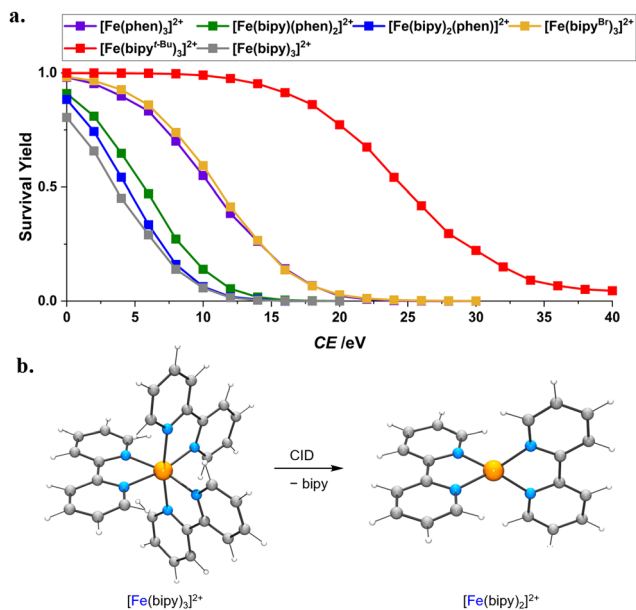 a.
[Fe(phen)₃]²⁺ [Fe(bipy)(phen)₂]²⁺ [Fe(bipy)₂(phen)]²⁺ [Fe(bipyᴮʳ)₃]²⁺
[Fe(bipyᵗ⁻ᴮᵘ)₃]²⁺ [Fe(bipy)₃]²⁺
1.0
0.5
0.0
Survival Yield
0 5 10 15 20 25 30 35 40
CE /eV
b.
CID
− bipy
[Fe(bipy)₃]²⁺ [Fe(bipy)₂]²⁺